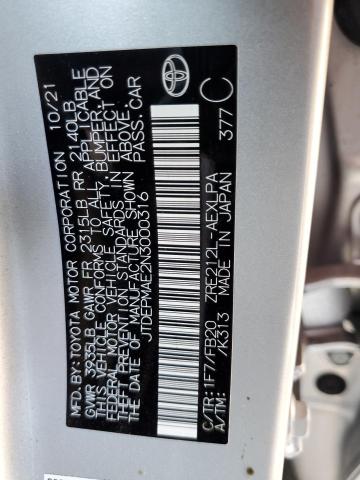 MFD.BY:TOYOTA MOTOR CORPORATION 10/21
GVWR 3935LB GAWR FR 2315LB RR 2140LB
THIS VEHICLE CONFORMS TO ALL APPLICABLE
FEDERAL MOTOR VEHICLE SAFETY, BUMPER, AND
THEFT PREVENTION STANDARDS IN EFFECT ON
THE DATE OF MANUFACTURE SHOWN ABOVE.
JTDEPMAE2N3000316 PASS.CAR
C/TR:1F7/FB20 ZRE212L-AEXLPA
A/TM: /K313 MADE IN JAPAN 377 C